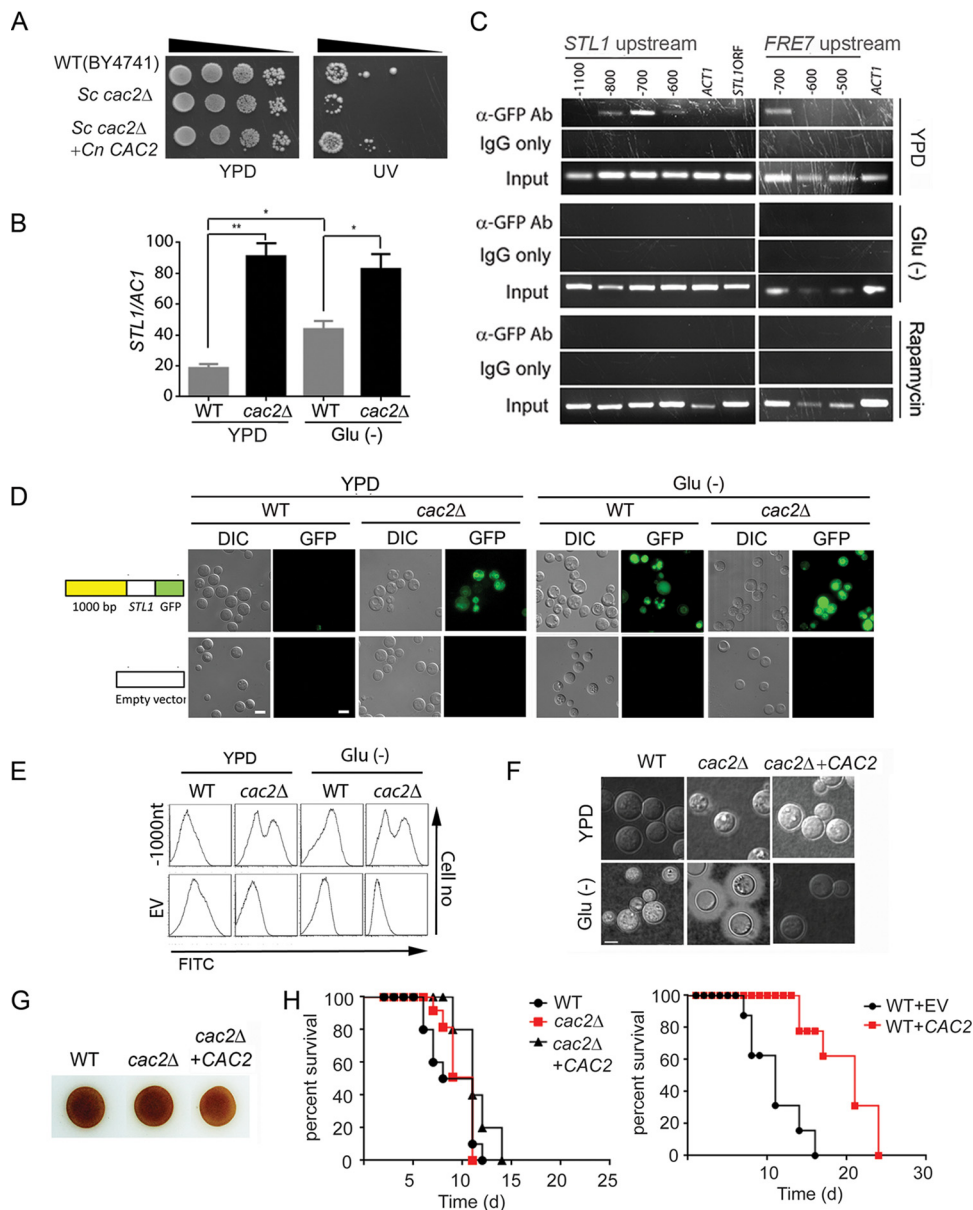 A
WT(BY4741)
Sc cac2Δ
Sc cac2Δ
+Cn CAC2
YPD
UV
B
STL1/AC1
100
80
60
40
20
0
**
*
*
WT
cac2Δ
WT
cac2Δ
YPD
Glu (-)
C
STL1 upstream
FRE7 upstream
-1100
-800
-700
-600
ACT1
STL1ORF
-700
-600
-500
ACT1
α-GFP Ab
IgG only
Input
YPD
α-GFP Ab
IgG only
Input
Glu (-)
α-GFP Ab
IgG only
Input
Rapamycin
D
YPD
Glu (-)
WT
cac2Δ
WT
cac2Δ
DIC
GFP
DIC
GFP
DIC
GFP
DIC
GFP
1000 bp
STL1
GFP
Empty vector
E
YPD
Glu (-)
WT
cac2Δ
WT
cac2Δ
-1000nt
EV
Cell no
FITC
F
WT
cac2Δ
cac2Δ+CAC2
YPD
Glu (-)
G
WT
cac2Δ
cac2Δ
+CAC2
H
percent survival
100
80
60
40
20
0
5
10
15
20
25
Time (d)
WT
cac2Δ
cac2Δ
+CAC2
percent survival
100
80
60
40
20
0
10
20
30
Time (d)
WT+EV
WT+CAC2